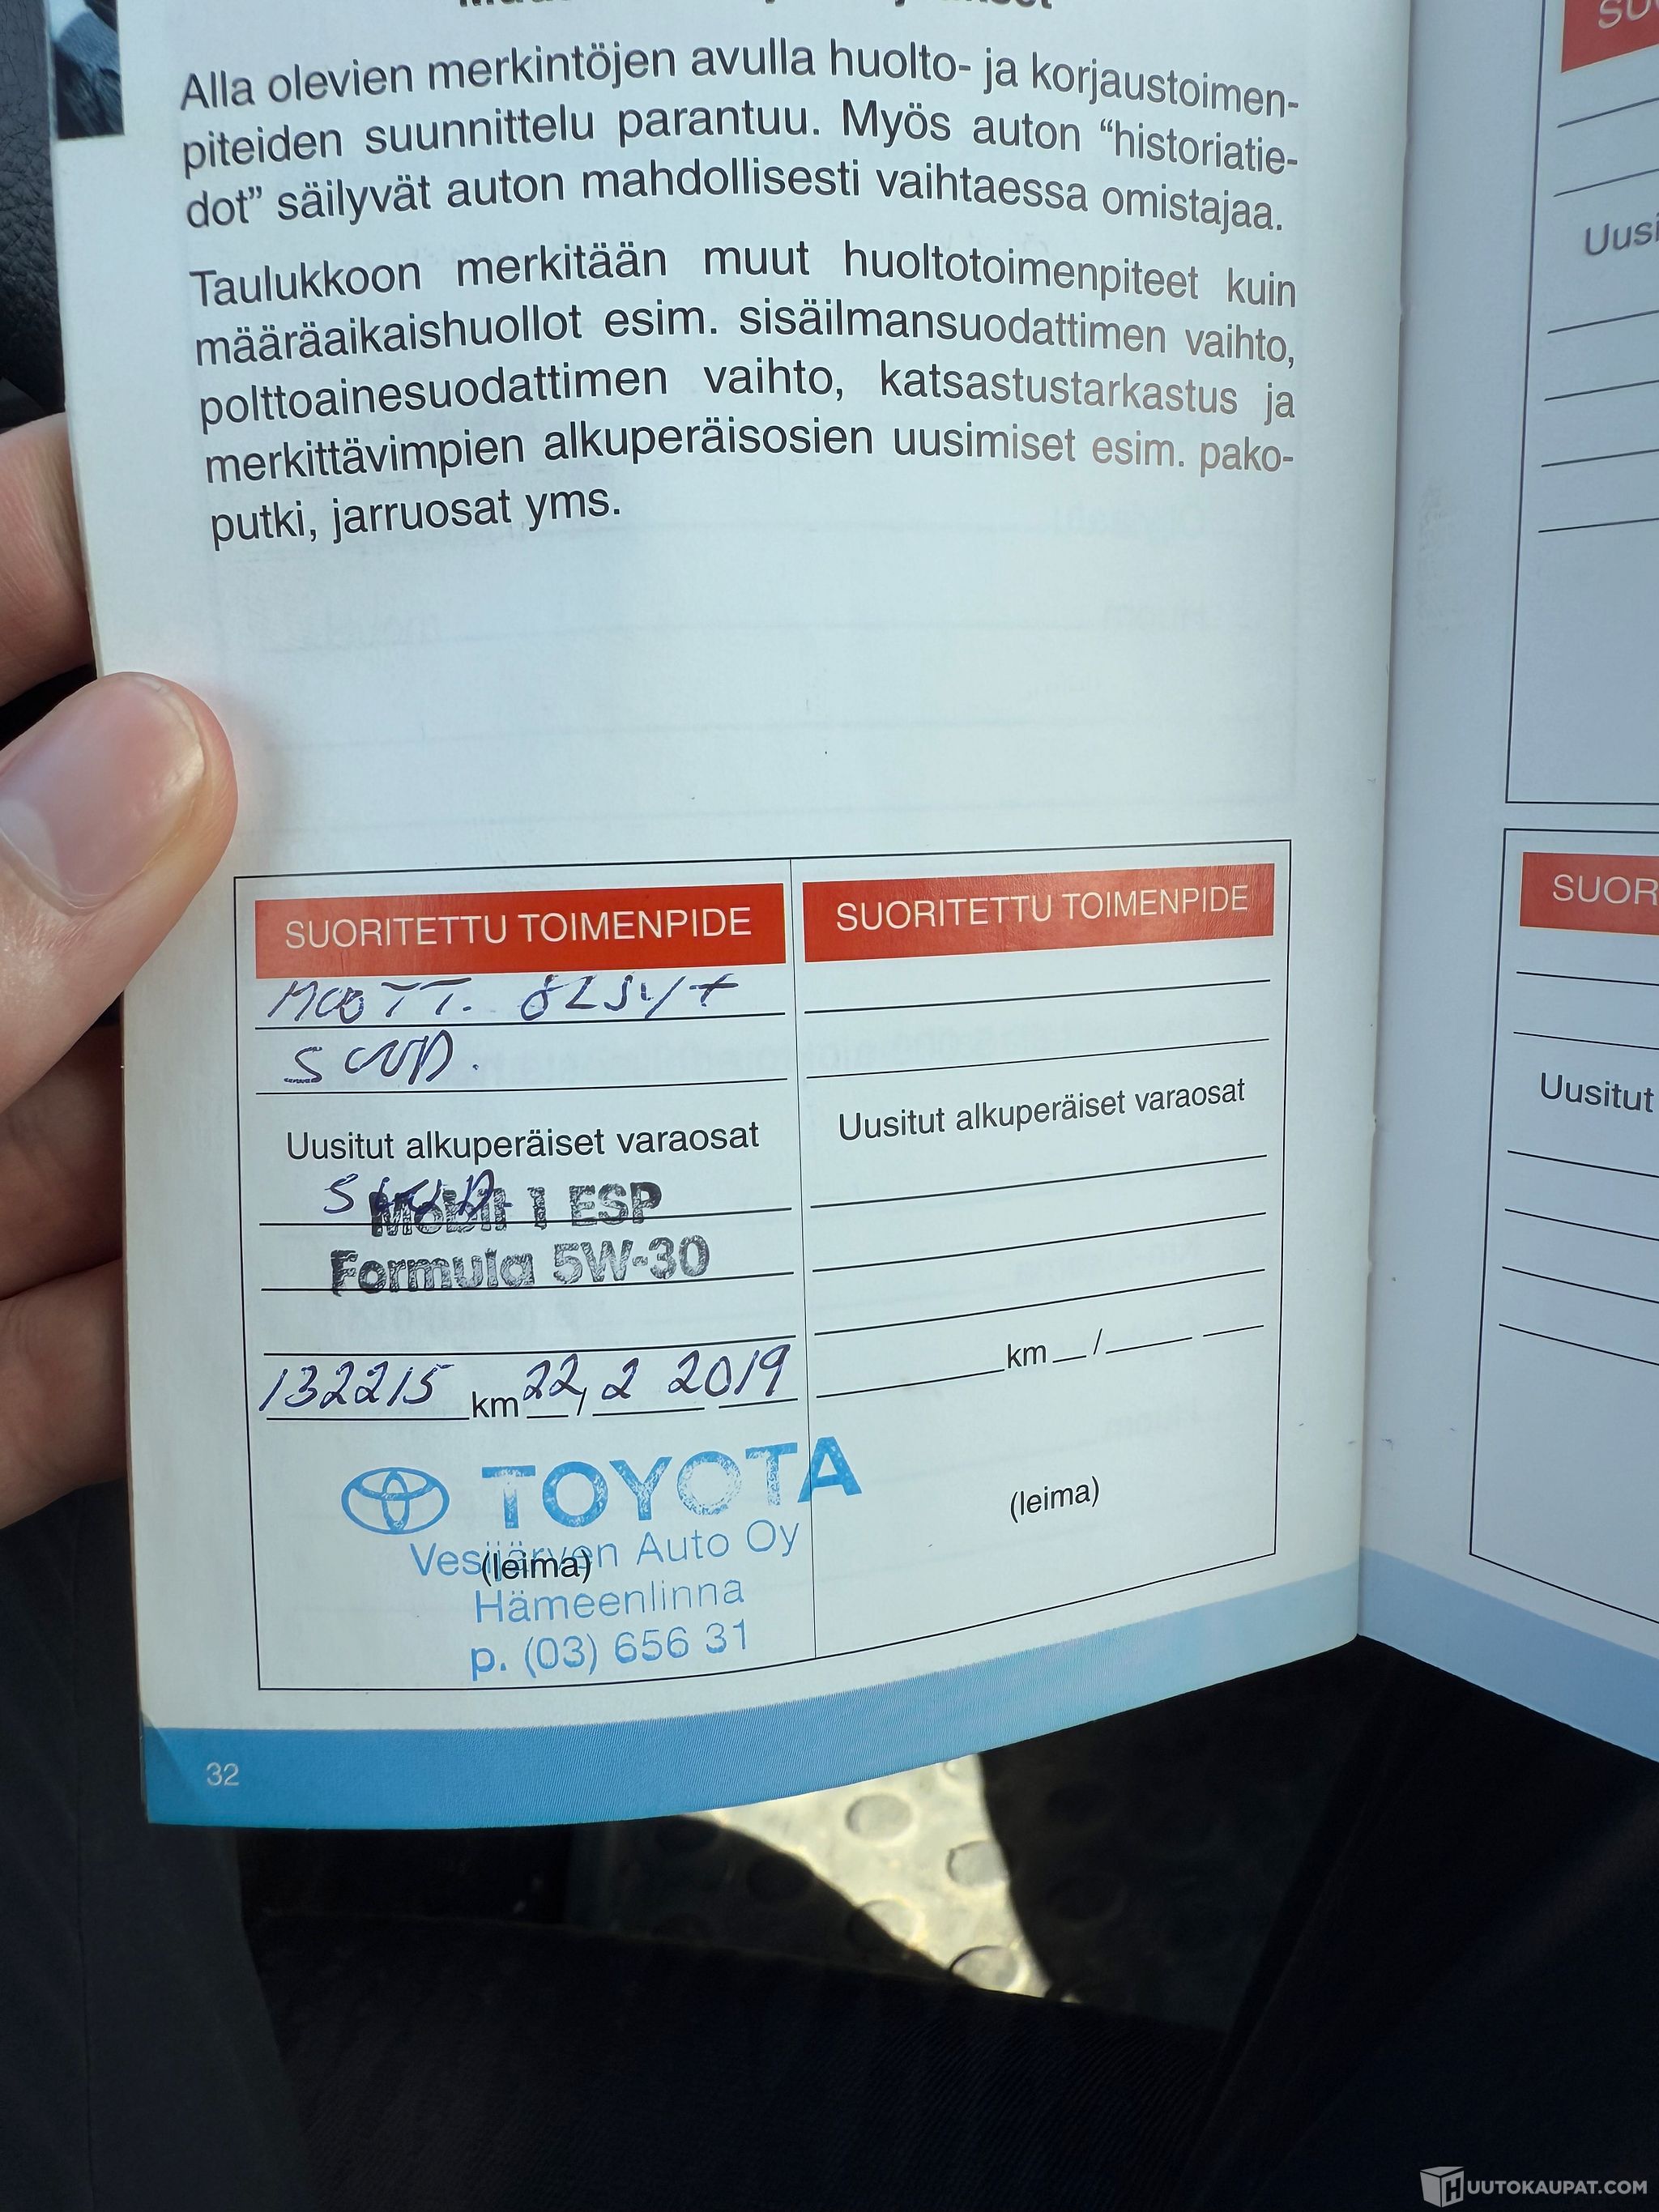 Alla olevien merkintöjen avulla huolto- ja korjaustoimen-
piteiden suunnittelu parantuu. Myös auton “historiatie-
dot” säilyvät auton mahdollisesti vaihtaessa omistajaa.
Taulukkoon merkitään muut huoltotoimenpiteet kuin
määräaikaishuollot esim. sisäilmansuodattimen vaihto,
polttoainesuodattimen vaihto, katsastustarkastus ja
merkittävimpien alkuperäisosien uusimiset esim. pako-
putki, jarruosat yms.
SUORITETTU TOIMENPIDE
MOOTT. ÖLJY +
SUOD.
Uusitut alkuperäiset varaosat
SUOD.
Mobil 1 ESP
Formula 5W-30
132215 km 22, 2 2019
TOYOTA
Vesijärven Auto Oy
(leima)
Hämeenlinna
p. (03) 656 31
SUORITETTU TOIMENPIDE
Uusitut alkuperäiset varaosat
km /
(leima)
32
SUOR
Uusitut
HUUTOKAUPAT.COM